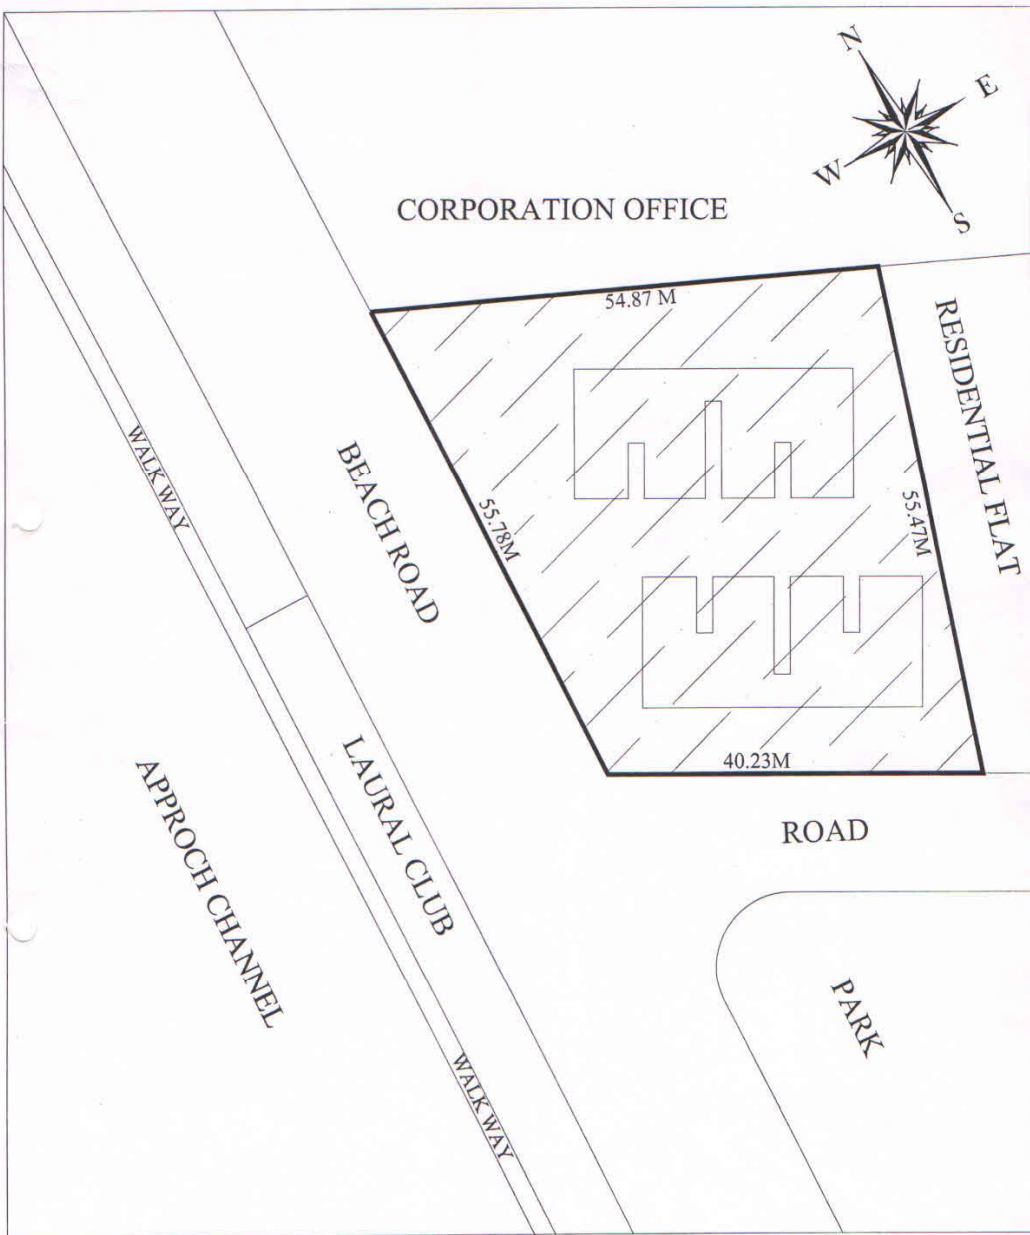 N
E
W
S
CORPORATION OFFICE
54.87 M
RESIDENTIAL FLAT
WALK WAY
BEACH ROAD
55.78M
55.47M
40.23M
ROAD
APPROCH CHANNEL
LAURAL CLUB
PARK
WALK WAY